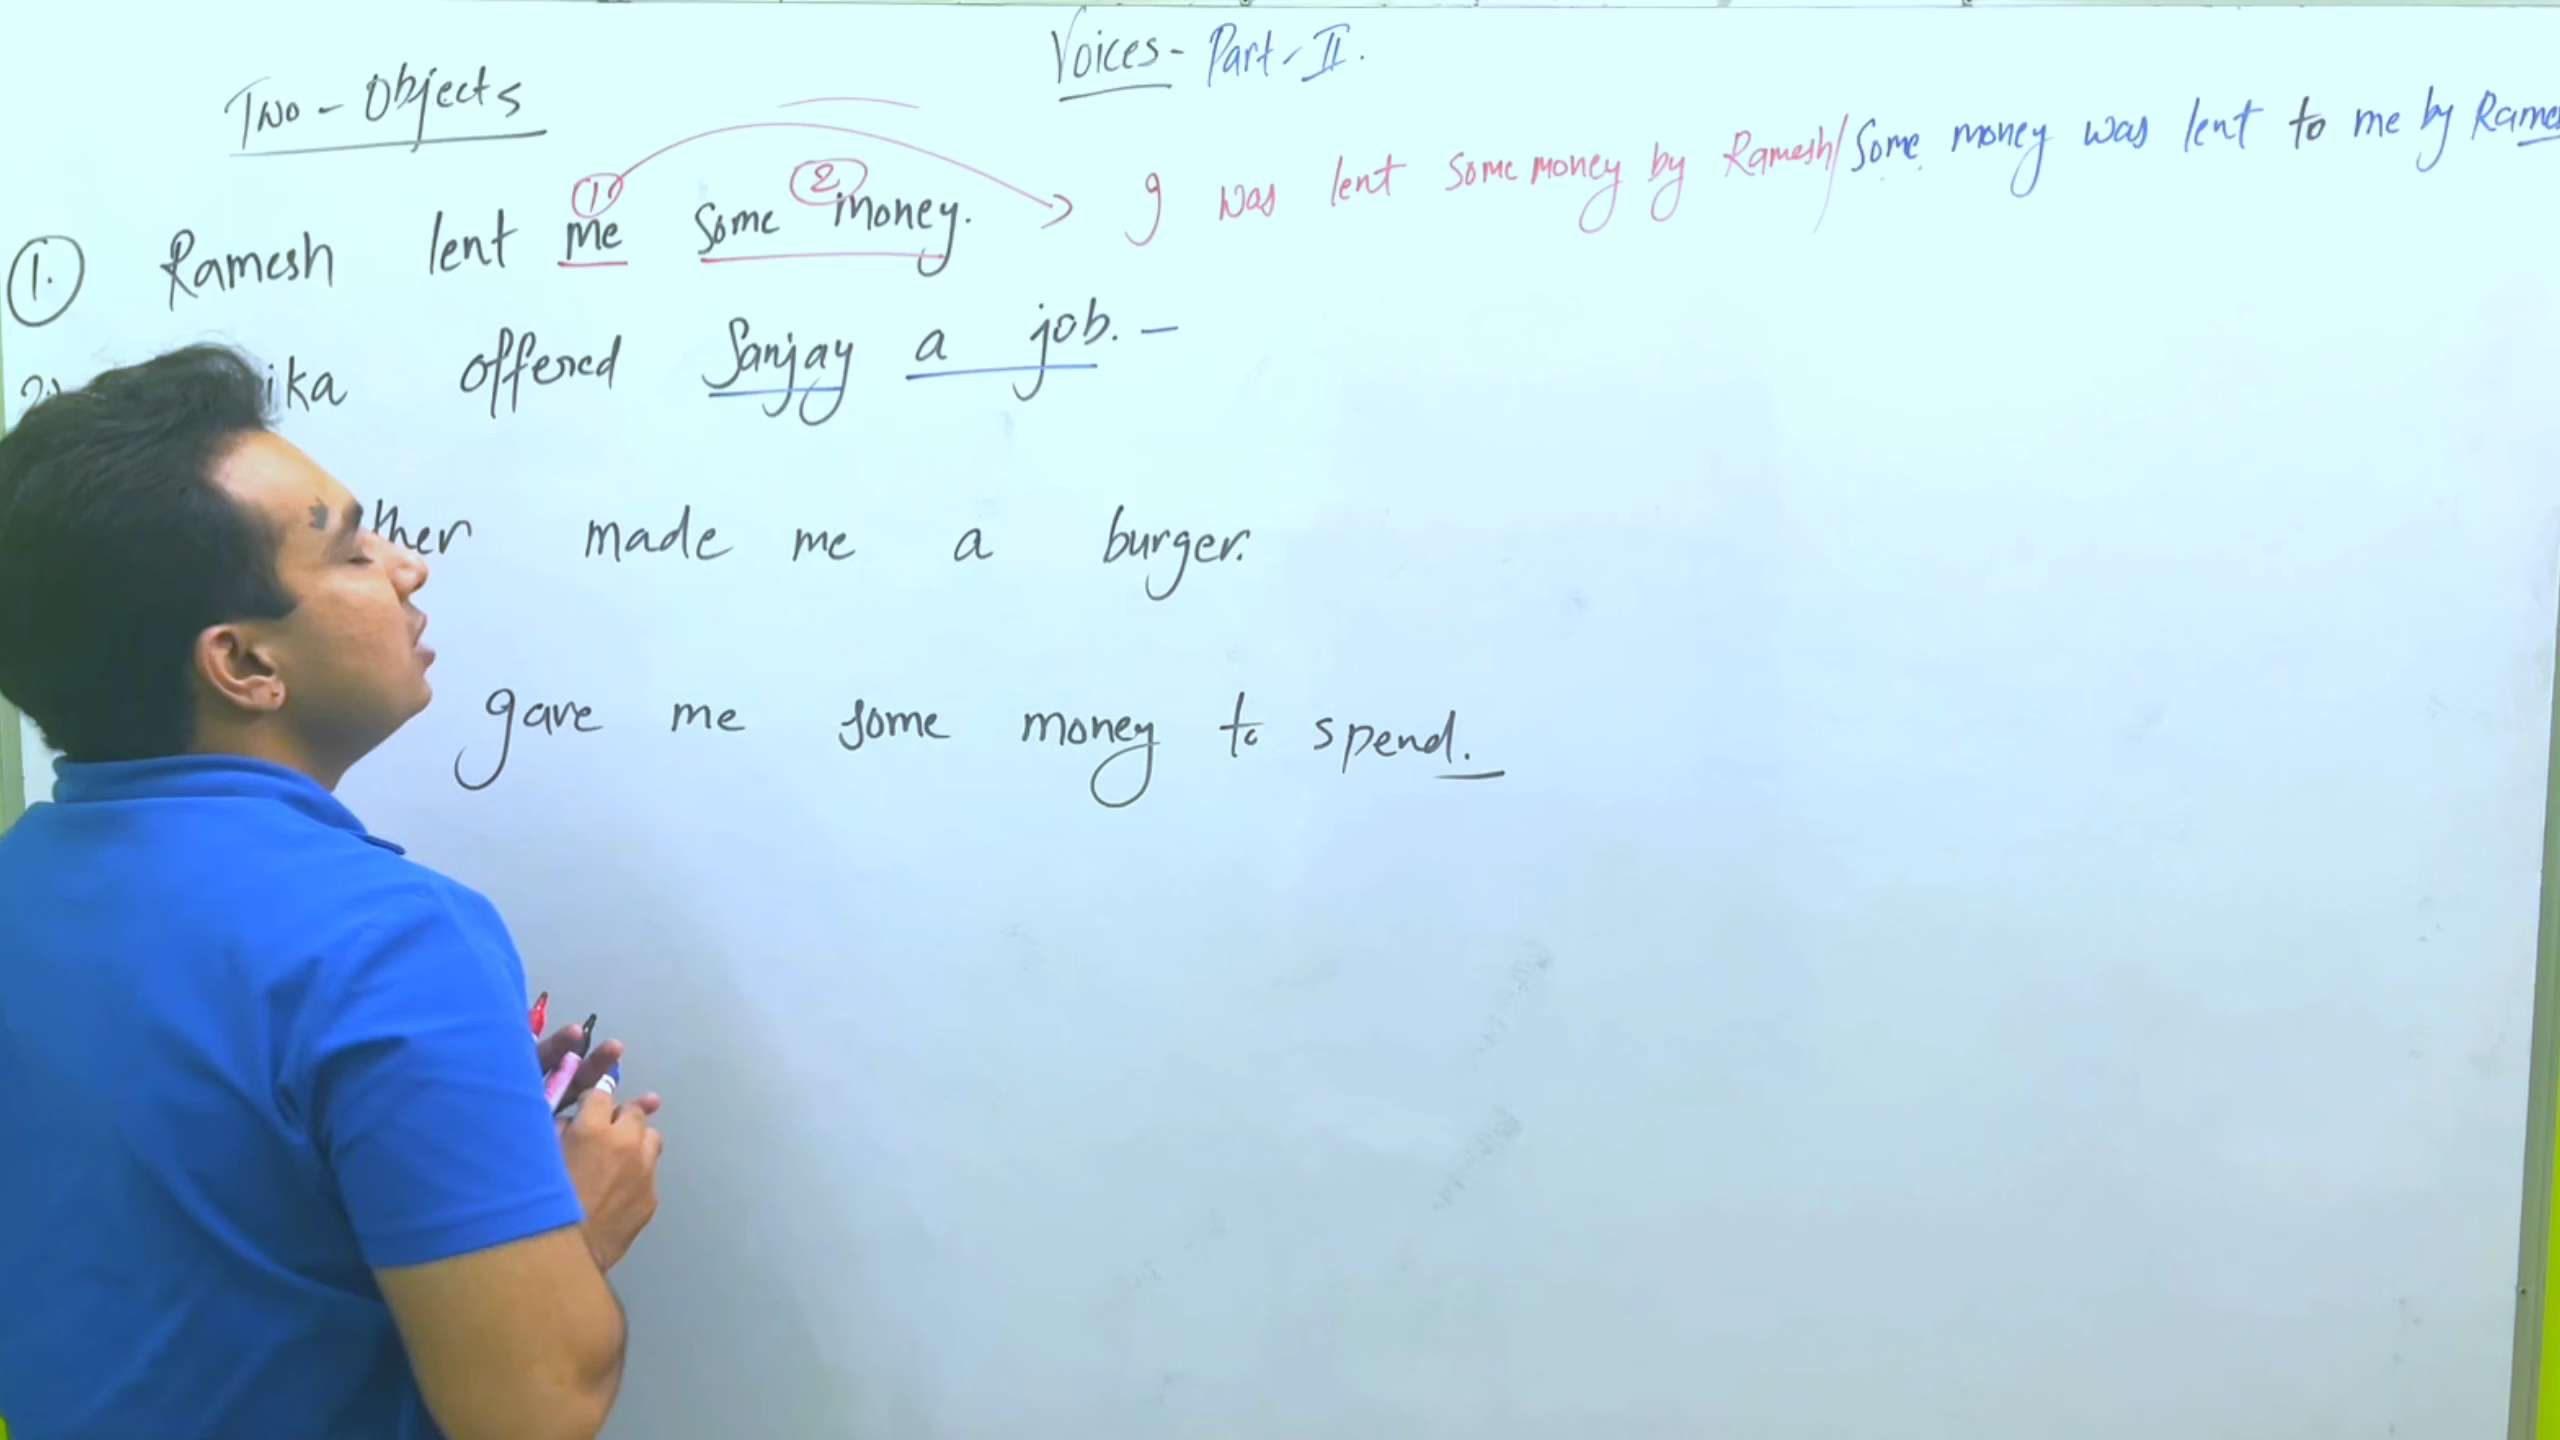 Voices - Part - II.
Two - Objects
1. Ramesh lent me 1 some money. 2 → I was lent some money by Ramesh / Some money was lent to me by Rames
2. ika offered Sanjay a job. -
ther made me a burger.
gave me some money to spend.